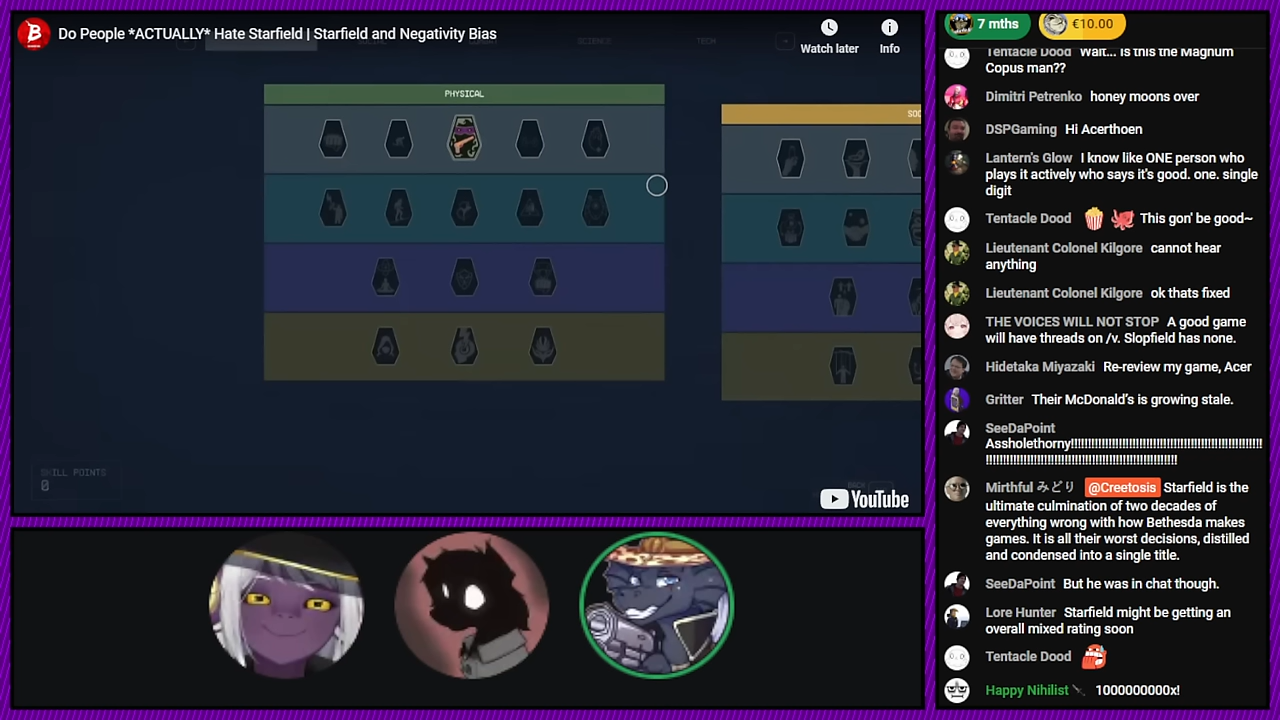 Do People *ACTUALLY* Hate Starfield | Starfield and Negativity Bias
Watch later
Info
SCIENCE
TECH
PHYSICAL
SOC
SKILL POINTS
0
YouTube
7 mths
€10.00
Tentacle Dood Wait... Is this the Magnum
Copus man??
Dimitri Petrenko honey moons over
DSPGaming Hi Acerthoen
Lantern's Glow I know like ONE person who
plays it actively who says it's good. one. single
digit
Tentacle Dood This gon' be good~
Lieutenant Colonel Kilgore cannot hear
anything
Lieutenant Colonel Kilgore ok thats fixed
THE VOICES WILL NOT STOP A good game
will have threads on /v. Slopfield has none.
Hidetaka Miyazaki Re-review my game, Acer
Gritter Their McDonald's is growing stale.
SeeDaPoint
Assholethorny!!!!!!!!!!!!!!!!!!!!!!!!!!!!!!!!!!!!!!!!!!!!!!!!!!!!!!
!!!!!!!!!!!!!!!!!!!!!!!!!!!!!!!!!!!!!!!!!!!!!!!!!!!!!!
Mirthful みどり @Creetosis Starfield is the
ultimate culmination of two decades of
everything wrong with how Bethesda makes
games. It is all their worst decisions, distilled
and condensed into a single title.
SeeDaPoint But he was in chat though.
Lore Hunter Starfield might be getting an
overall mixed rating soon
Tentacle Dood
Happy Nihilist 1000000000x!